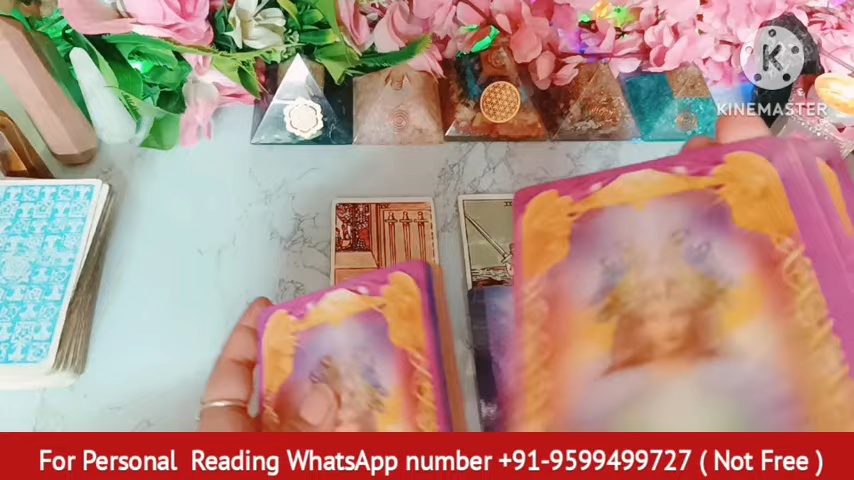 K
KINEMASTER
For Personal Reading WhatsApp number +91-9599499727 ( Not Free )